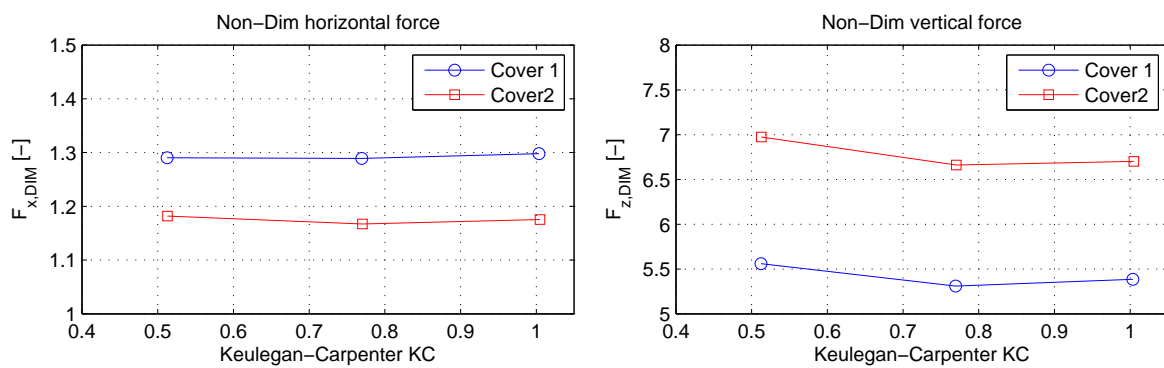 Non−Dim horizontal force
1.5
1.4
1.3
1.2
1.1
1
F x,DIM [−]
0.4 0.5 0.6 0.7 0.8 0.9 1
Keulegan−Carpenter KC
Cover 1
Cover2
Non−Dim vertical force
8
7.5
7
6.5
6
5.5
5
F z,DIM [−]
0.4 0.5 0.6 0.7 0.8 0.9 1
Keulegan−Carpenter KC
Cover 1
Cover2